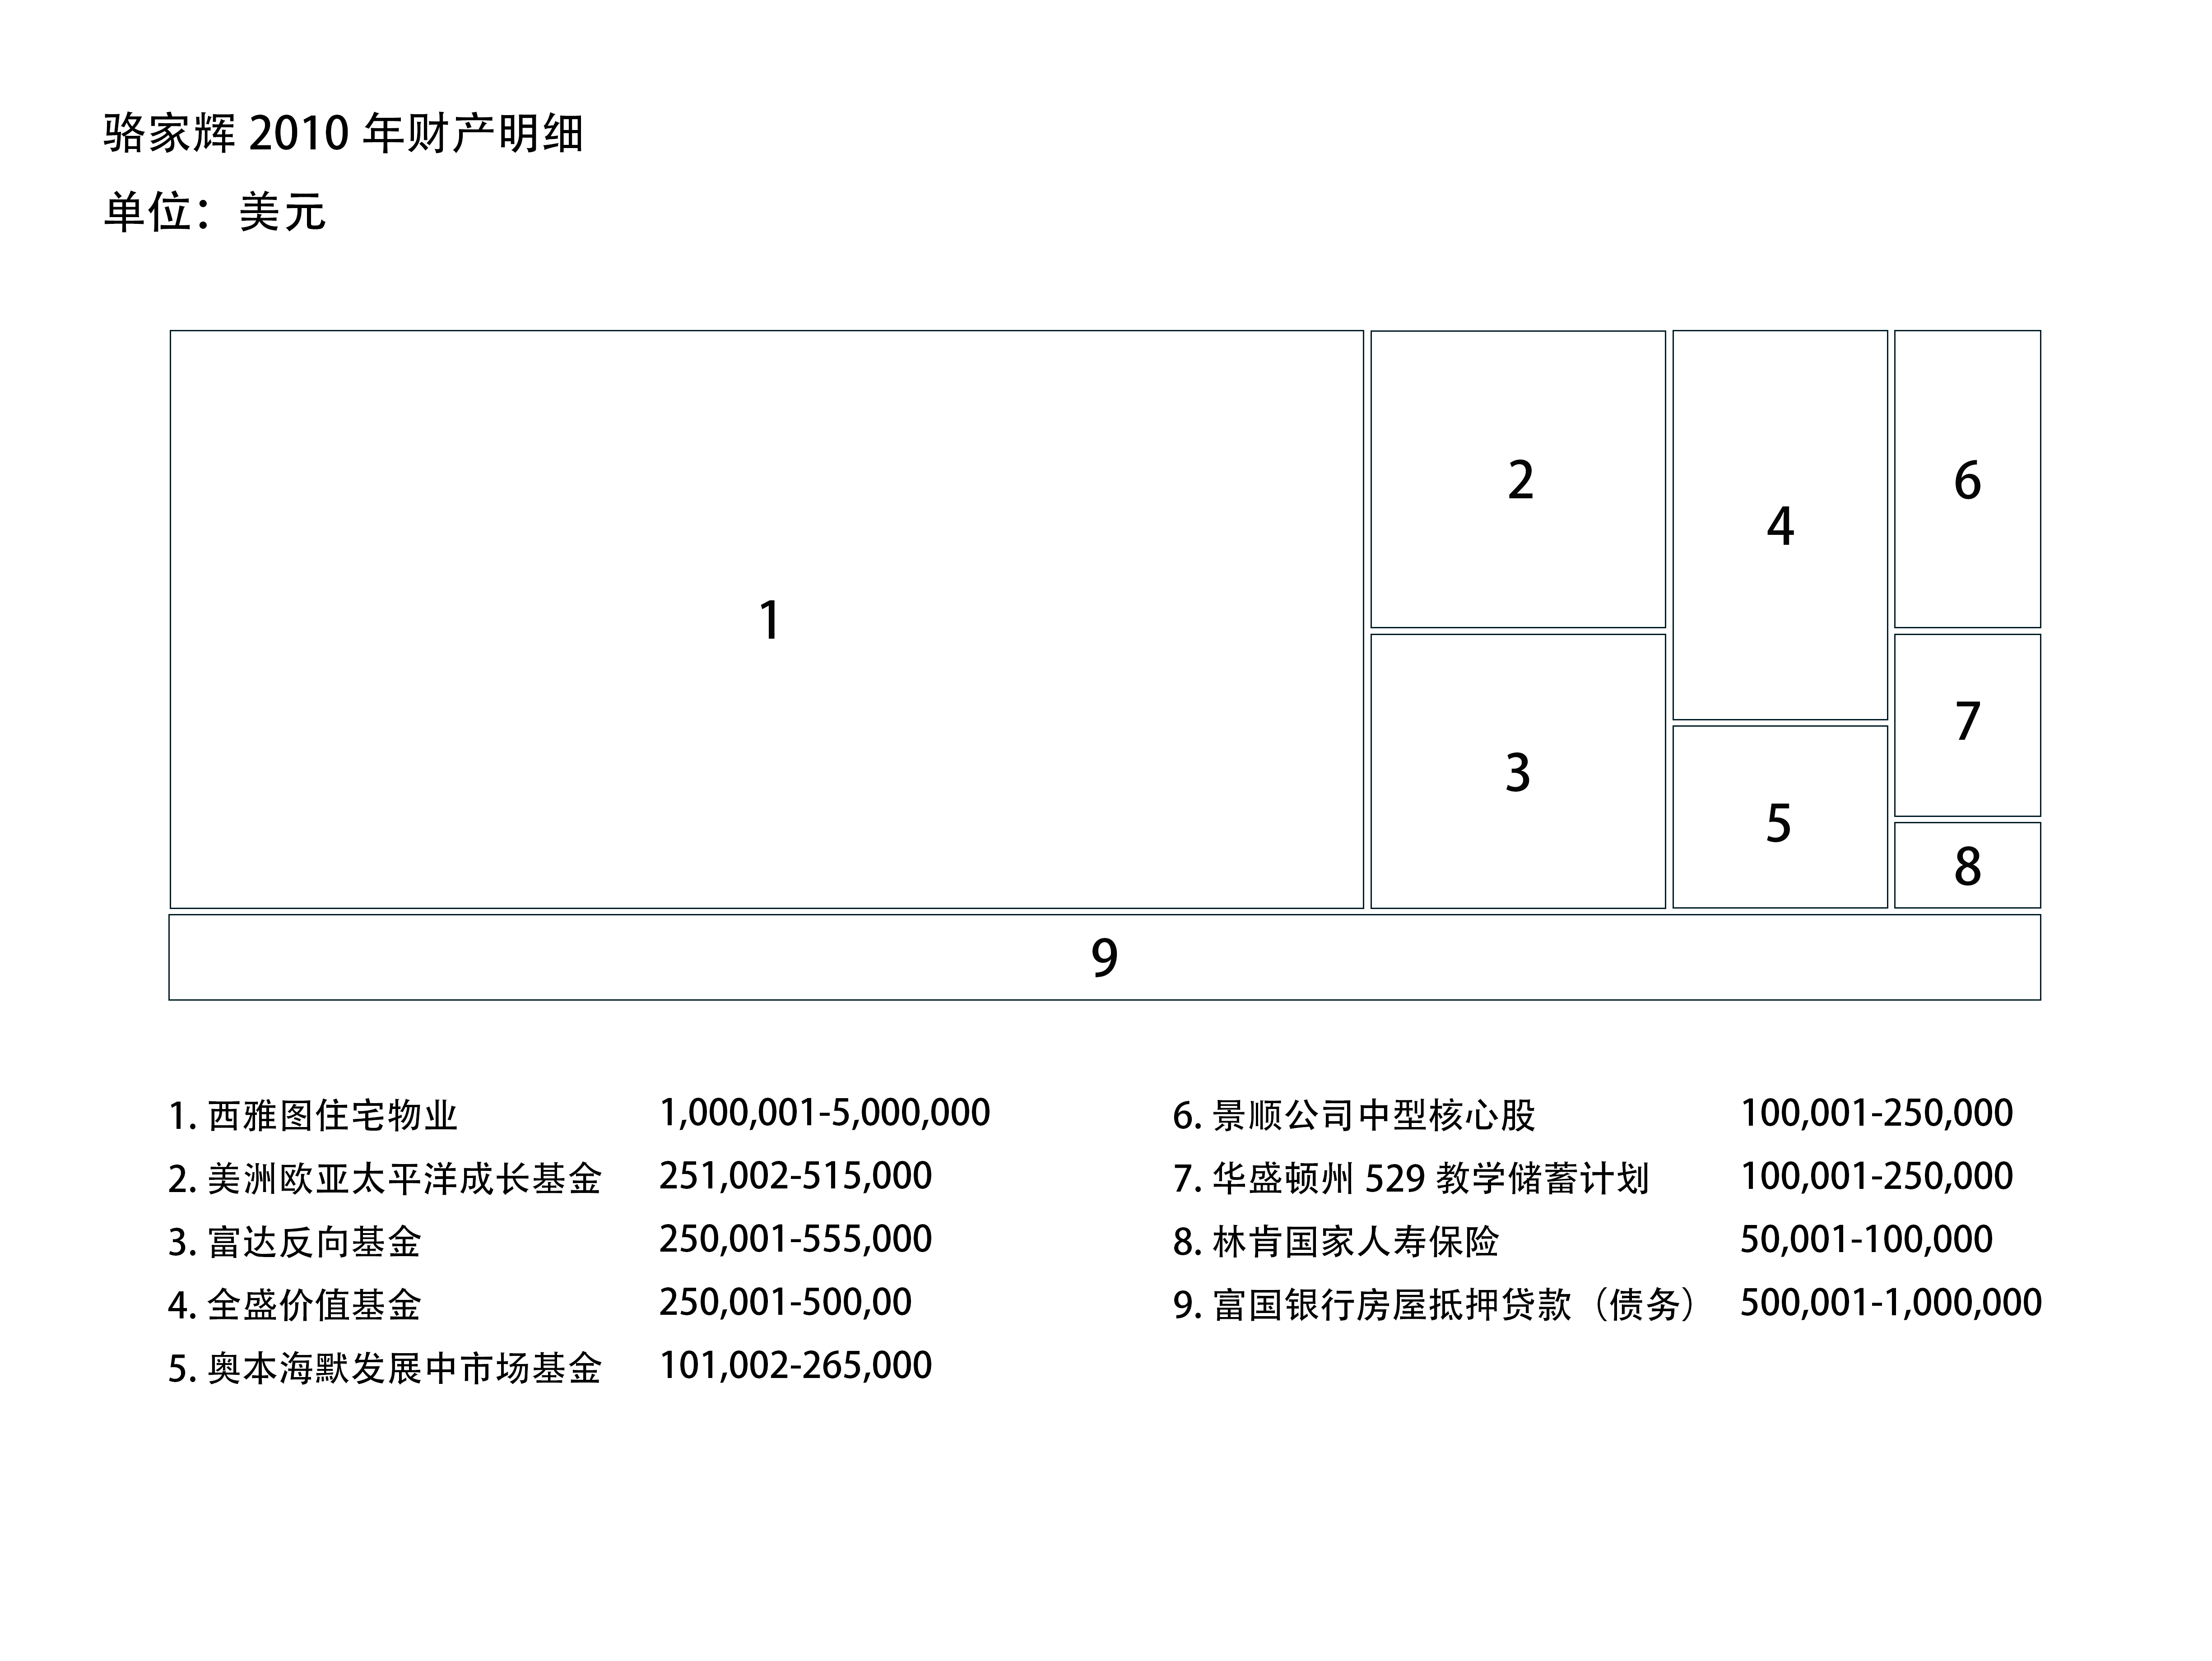 骆家辉 2010 年财产明细
单位：美元
1
2
3
4
5
6
7
8
9
1. 西雅图住宅物业 1,000,001-5,000,000
2. 美洲欧亚太平洋成长基金 251,002-515,000
3. 富达反向基金 250,001-555,000
4. 全盛价值基金 250,001-500,00
5. 奥本海默发展中市场基金 101,002-265,000
6. 景顺公司中型核心股 100,001-250,000
7. 华盛顿州 529 教学储蓄计划 100,001-250,000
8. 林肯国家人寿保险 50,001-100,000
9. 富国银行房屋抵押贷款（债务） 500,001-1,000,000